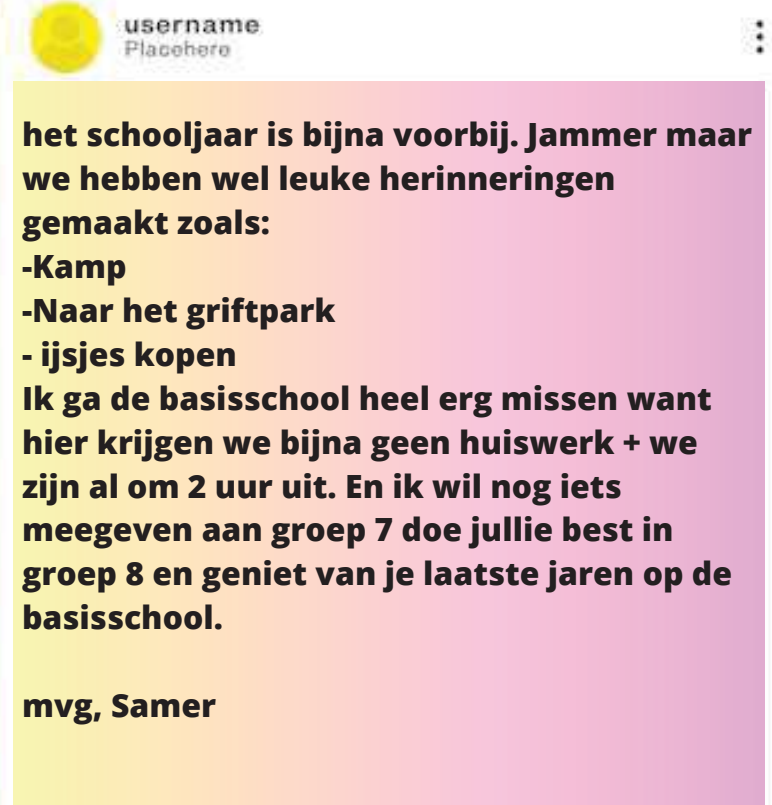 username
Placehere
het schooljaar is bijna voorbij. Jammer maar
we hebben wel leuke herinneringen
gemaakt zoals:
-Kamp
-Naar het griftpark
- ijsjes kopen
Ik ga de basisschool heel erg missen want
hier krijgen we bijna geen huiswerk + we
zijn al om 2 uur uit. En ik wil nog iets
meegeven aan groep 7 doe jullie best in
groep 8 en geniet van je laatste jaren op de
basisschool.
mvg, Samer